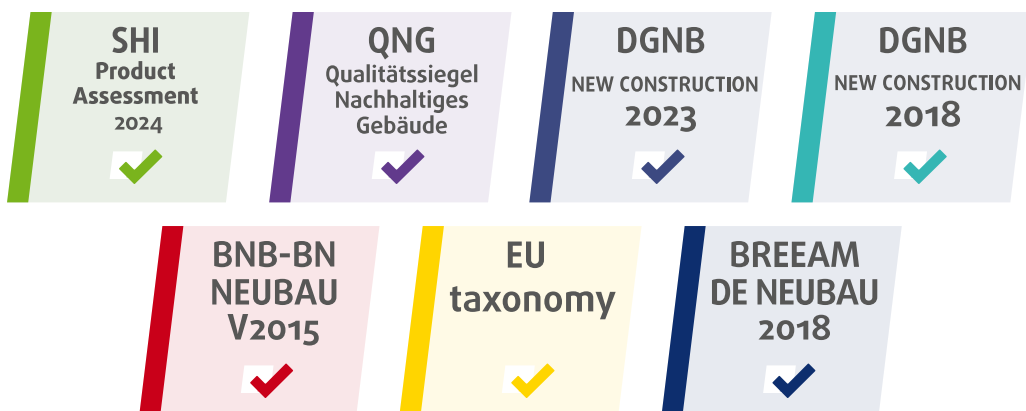 SHI
Product
Assessment
2024
QNG
Qualitätssiegel
Nachhaltiges
Gebäude
DGNB
NEW CONSTRUCTION
2023
DGNB
NEW CONSTRUCTION
2018
BNB-BN
NEUBAU
V2015
EU
taxonomy
BREEAM
DE NEUBAU
2018